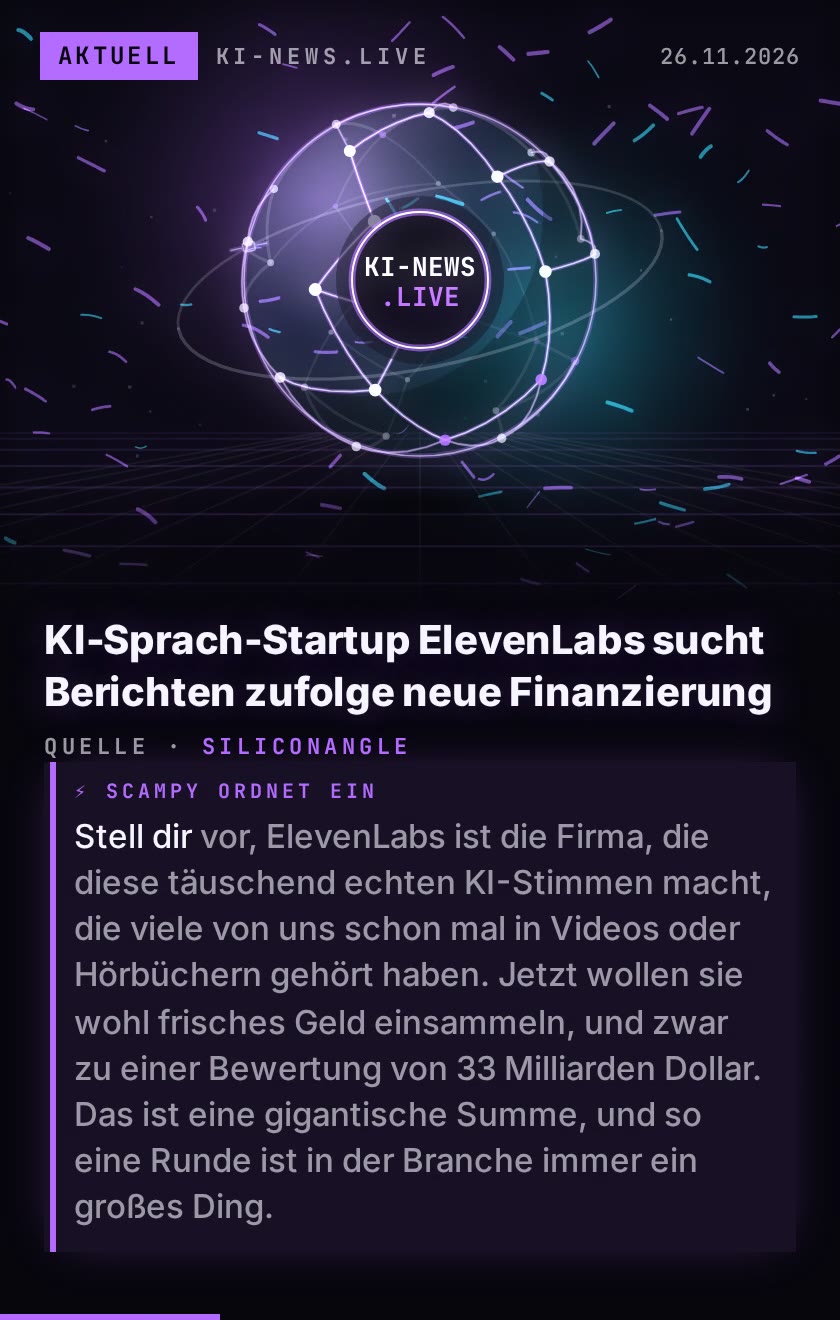 AKTUELL KI-NEWS.LIVE 26.11.2026
KI-NEWS
.LIVE
KI-Sprach-Startup ElevenLabs sucht
Berichten zufolge neue Finanzierung
QUELLE · SILICONANGLE
⚡ SCAMPY ORDNET EIN
Stell dir vor, ElevenLabs ist die Firma, die
diese täuschend echten KI-Stimmen macht,
die viele von uns schon mal in Videos oder
Hörbüchern gehört haben. Jetzt wollen sie
wohl frisches Geld einsammeln, und zwar
zu einer Bewertung von 33 Milliarden Dollar.
Das ist eine gigantische Summe, und so
eine Runde ist in der Branche immer ein
großes Ding.